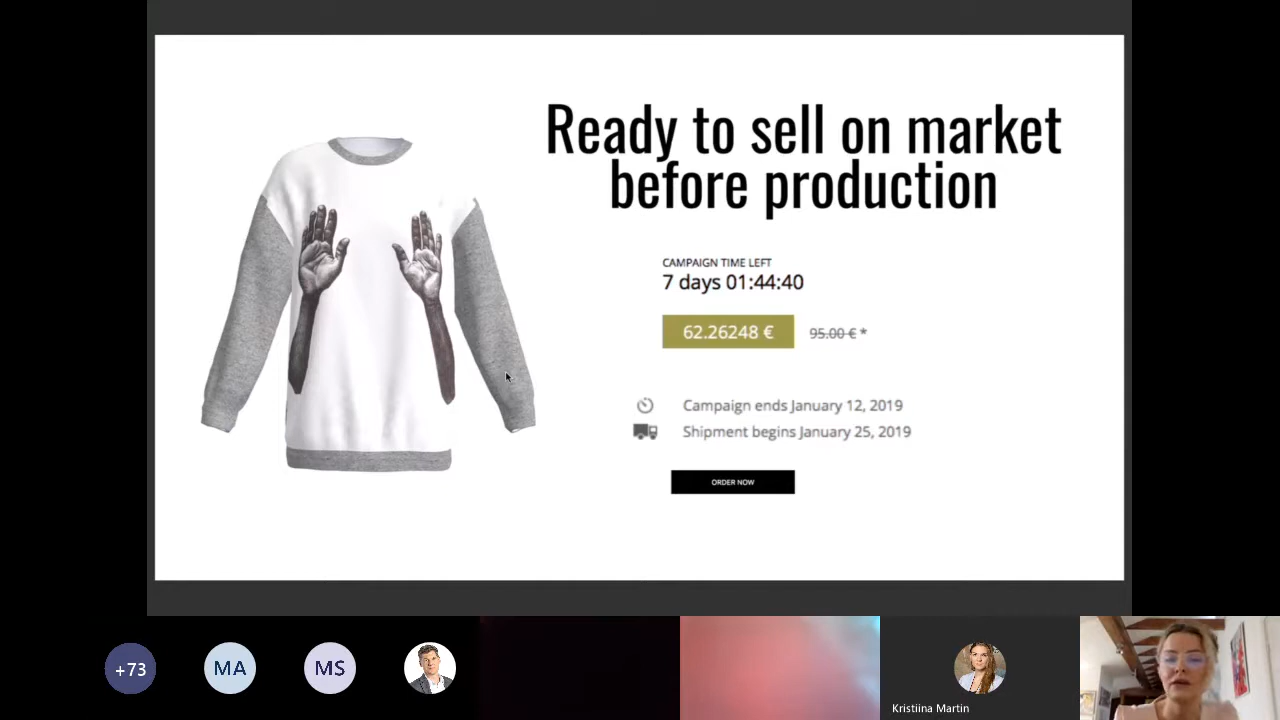 Ready to sell on market
before production
CAMPAIGN TIME LEFT
7 days 01:44:40
62.26248 €
95.00 € *
Campaign ends January 12, 2019
Shipment begins January 25, 2019
ORDER NOW
+73
MA
MS
Kristiina Martin